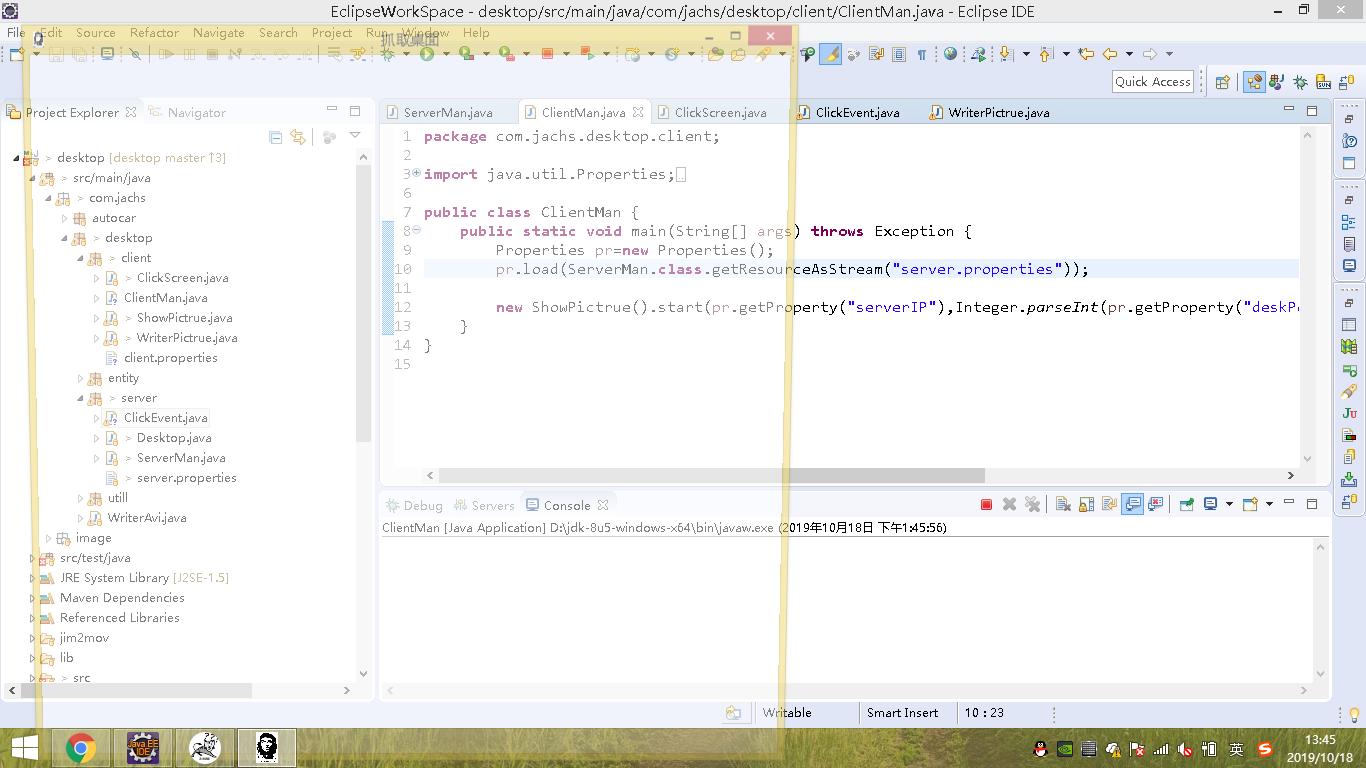 EclipseWorkSpace - desktop/src/main/java/com/jachs/desktop/client/ClientMan.java - Eclipse IDE
File Edit Source Refactor Navigate Search Project Run Window Help
抓取桌面
Quick Access
Project Explorer Navigator
desktop [desktop master ↑3]
src/main/java
com.jachs
autocar
desktop
client
ClickScreen.java
ClientMan.java
ShowPictrue.java
WriterPictrue.java
client.properties
entity
server
ClickEvent.java
Desktop.java
ServerMan.java
server.properties
utill
WriterAvi.java
image
src/test/java
JRE System Library [J2SE-1.5]
Maven Dependencies
Referenced Libraries
jim2mov
lib
src
ServerMan.java ClientMan.java ClickScreen.java ClickEvent.java WriterPictrue.java
1 package com.jachs.desktop.client;
2
3 import java.util.Properties;
6
7 public class ClientMan {
8 public static void main(String[] args) throws Exception {
9 Properties pr=new Properties();
10 pr.load(ServerMan.class.getResourceAsStream("server.properties"));
11
12 new ShowPictrue().start(pr.getProperty("serverIP"),Integer.parseInt(pr.getProperty("deskP
13 }
14 }
15
Debug Servers Console
ClientMan [Java Application] D:\jdk-8u5-windows-x64\bin\javaw.exe (2019年10月18日 下午1:45:56)
Writable Smart Insert 10 : 23
Java EE
IDE
英
13:45
2019/10/18